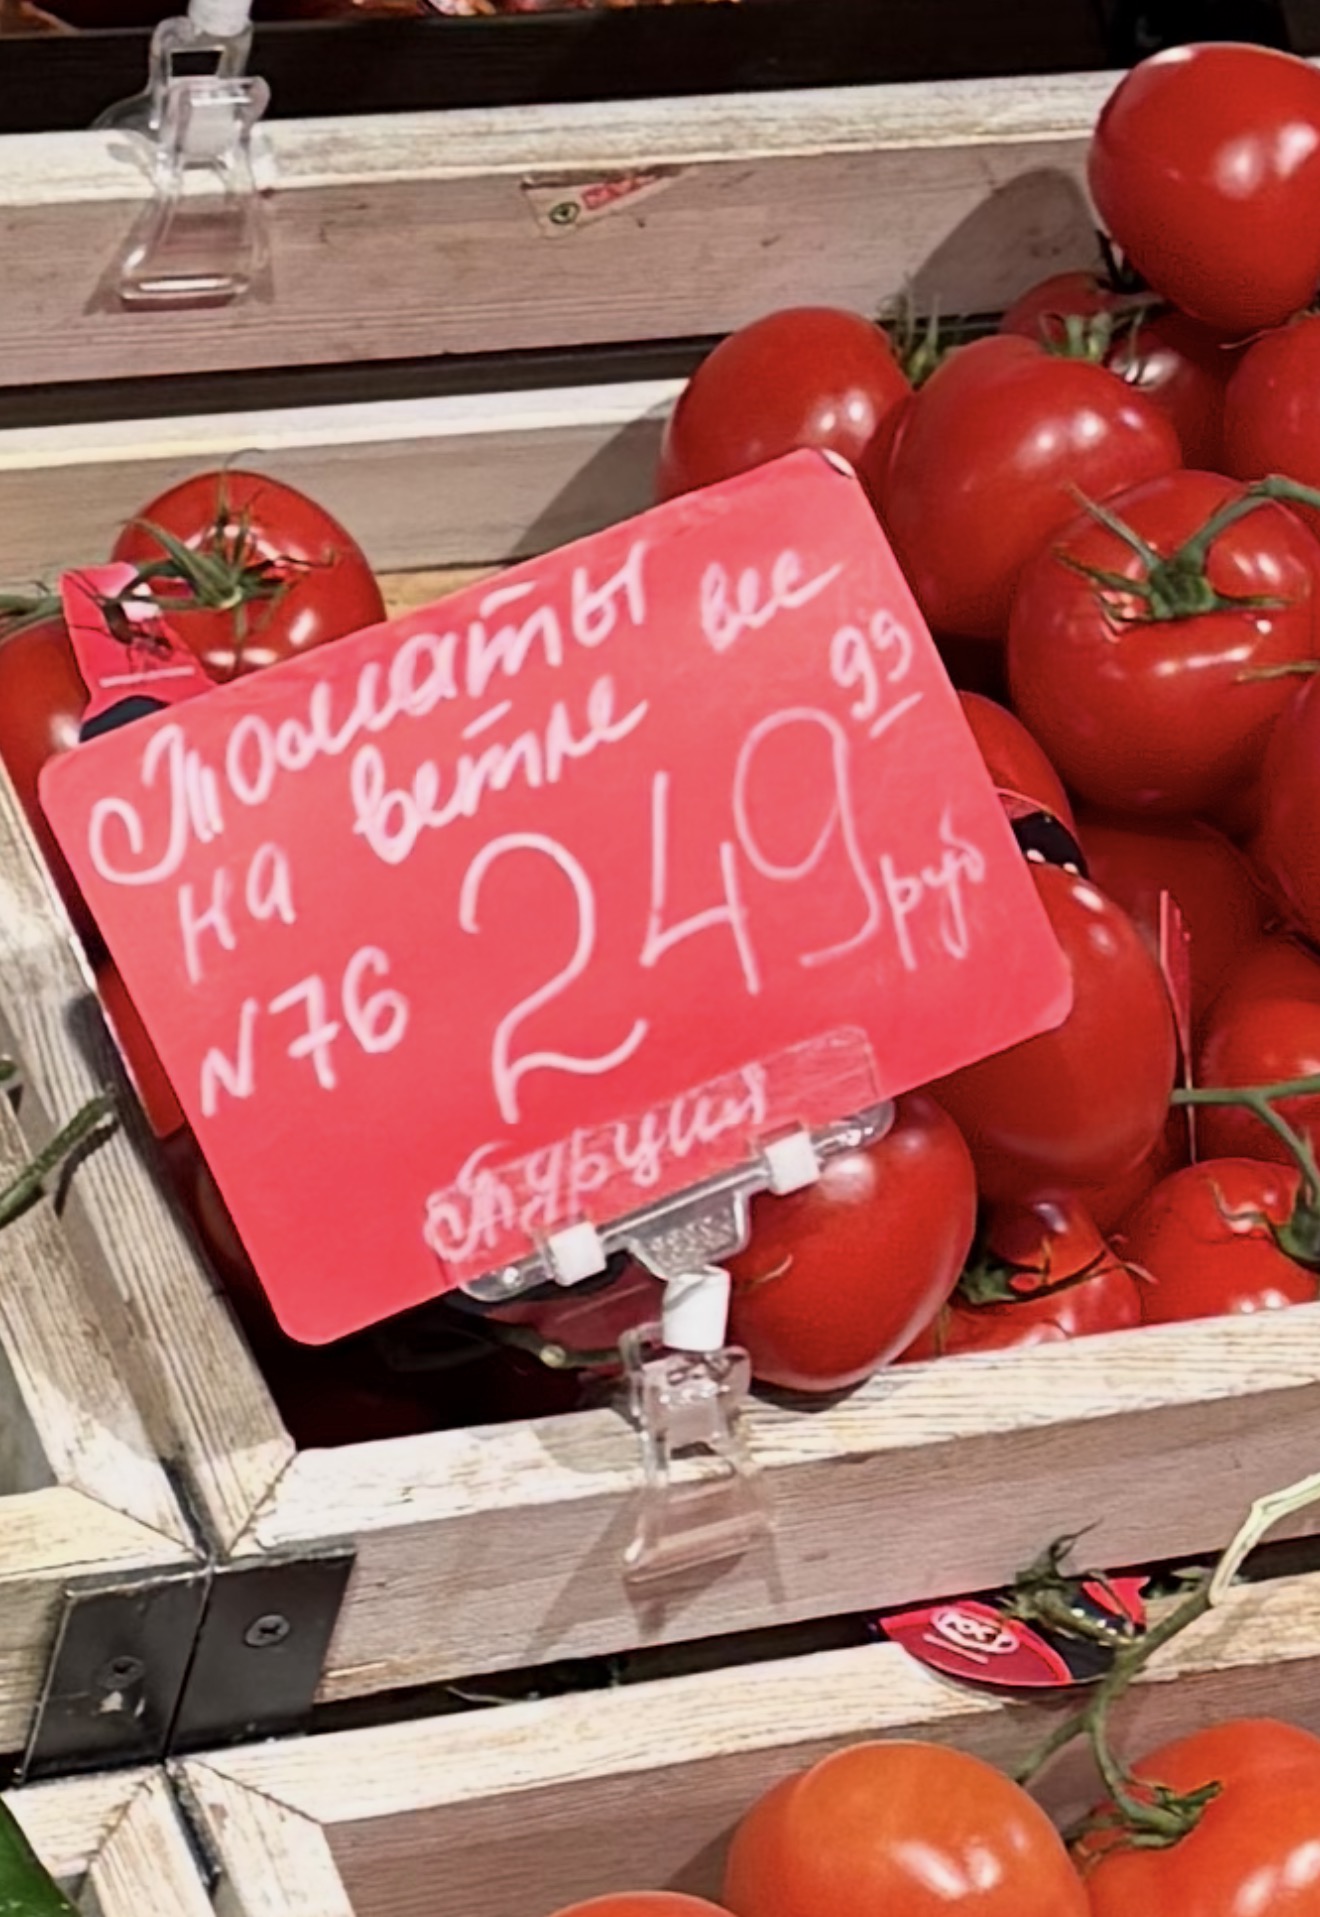 Томаты вес
на ветке
249 99 руб
N76
Турция